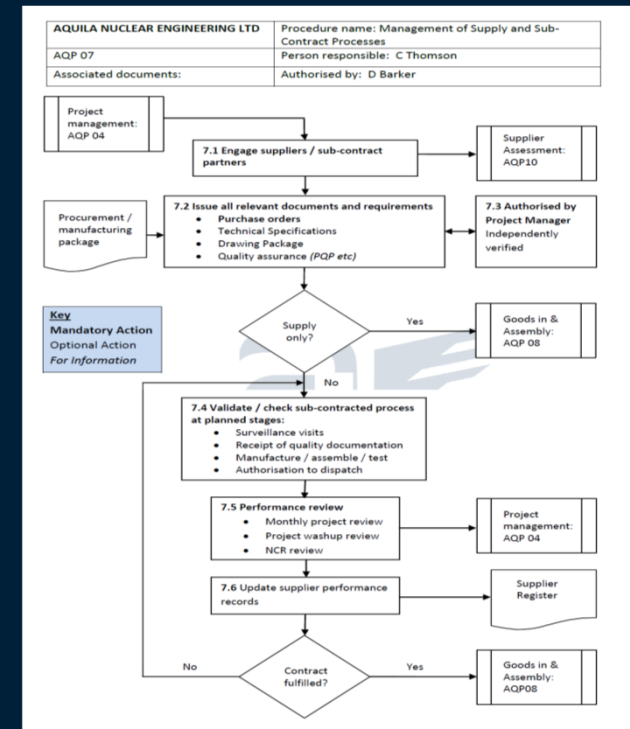 AQUILA NUCLEAR ENGINEERING LTD
Procedure name: Management of Supply and Sub-
Contract Processes
AQP 07
Person responsible: C Thomson
Associated documents:
Authorised by: D Barker
Project
management:
AQP 04
7.1 Engage suppliers / sub-contract
partners
Supplier
Assessment:
AQP10
Procurement /
manufacturing
package
7.2 Issue all relevant documents and requirements
• Purchase orders
• Technical Specifications
• Drawing Package
• Quality assurance (PQP etc)
7.3 Authorised by
Project Manager
Independently
verified
Key
Mandatory Action
Optional Action
For Information
Supply
only?
Yes
Goods in &
Assembly:
AQP 08
No
7.4 Validate / check sub-contracted process
at planned stages:
• Surveillance visits
• Receipt of quality documentation
• Manufacture / assemble / test
• Authorisation to dispatch
7.5 Performance review
• Monthly project review
• Project washup review
• NCR review
Project
management:
AQP 04
7.6 Update supplier performance
records
Supplier
Register
No
Contract
fulfilled?
Yes
Goods in &
Assembly:
AQP08